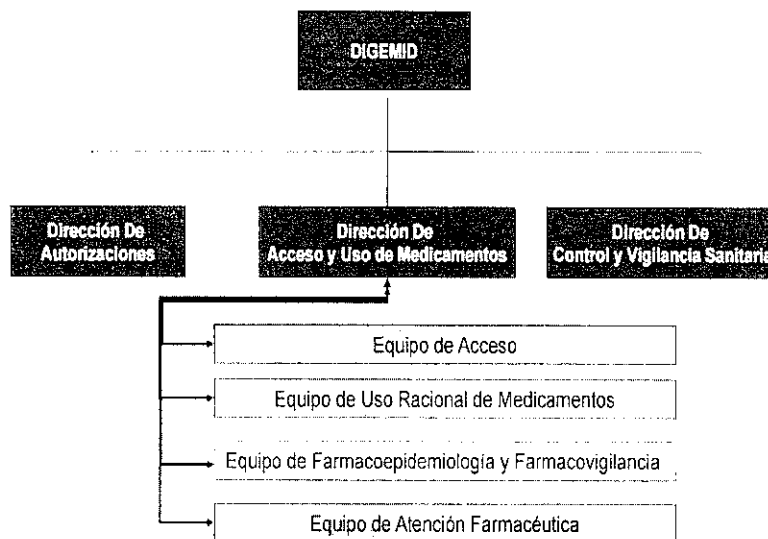 DIGEMID
Dirección De
Autorizaciones
Dirección De
Acceso y Uso de Medicamentos
Dirección De
Control y Vigilancia Sanitaria
Equipo de Acceso
Equipo de Uso Racional de Medicamentos
Equipo de Farmacoepidemiología y Farmacovigilancia
Equipo de Atención Farmacéutica